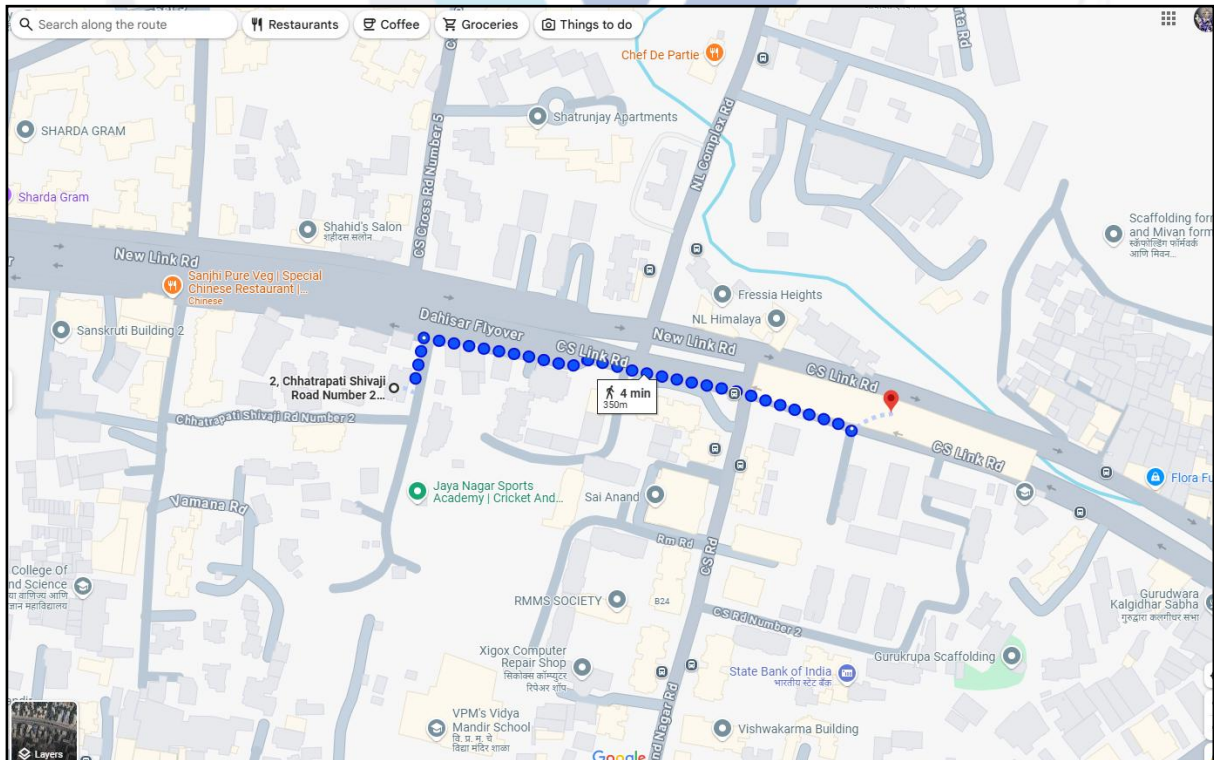 Search along the route
Restaurants
Coffee
Groceries
Things to do
Chef De Partie
SHARDA GRAM
Shatrunjay Apartments
CS Cross Rd Number 5
NL Complex Rd
Sharda Gram
Shahid's Salon
शहीदस सलोन
Scaffolding for
and Mivan form
स्कॅफोल्डिंग फॉर्मवर्क
आणि मिवन...
New Link Rd
Sanjhi Pure Veg | Special
Chinese Restaurant |...
Chinese
Fressia Heights
NL Himalaya
Sanskruti Building 2
Dahisar Flyover
CS Link Rd
New Link Rd
CS Link Rd
2, Chhatrapati Shivaji
Road Number 2...
4 min
350m
Chhatrapati Shivaji Rd Number 2
CS Link Rd
Flora Fu
Jaya Nagar Sports
Academy | Cricket And...
Sai Anand
Vamana Rd
Rm Rd
CS Rd
College Of
nd Science
RMMS SOCIETY
B24
CS Rd Number 2
Gurudwara
Kalgidhar Sabha
गुरुद्वारा कलगीधर सभा
Xigox Computer
Repair Shop
सिकोक्स कॉम्प्युटर
रिपेअर शॉप
State Bank of India
भारतीय स्टेट बँक
Gurukrupa Scaffolding
VPM's Vidya
Mandir School
वि. प्र. म. चे
विद्या मंदिर शाळा
nd Nagar Rd
Vishwakarma Building
Layers
Google